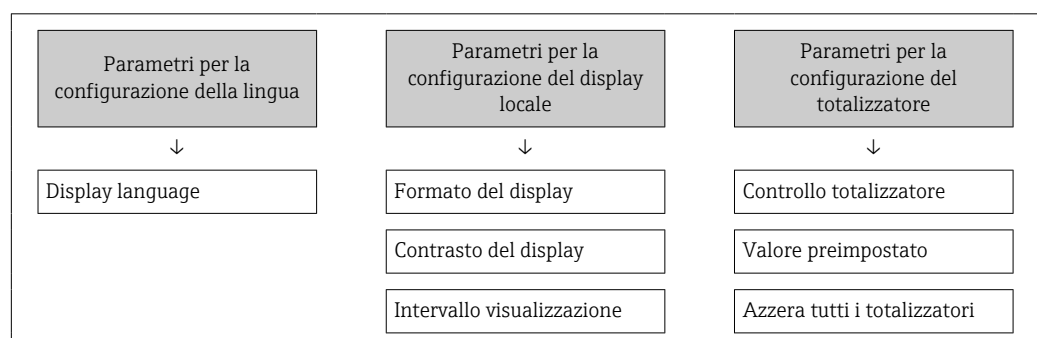 Parametri per la
configurazione della lingua
↓
Display language
Parametri per la
configurazione del display
locale
↓
Formato del display
Contrasto del display
Intervallo visualizzazione
Parametri per la
configurazione del
totalizzatore
↓
Controllo totalizzatore
Valore preimpostato
Azzera tutti i totalizzatori